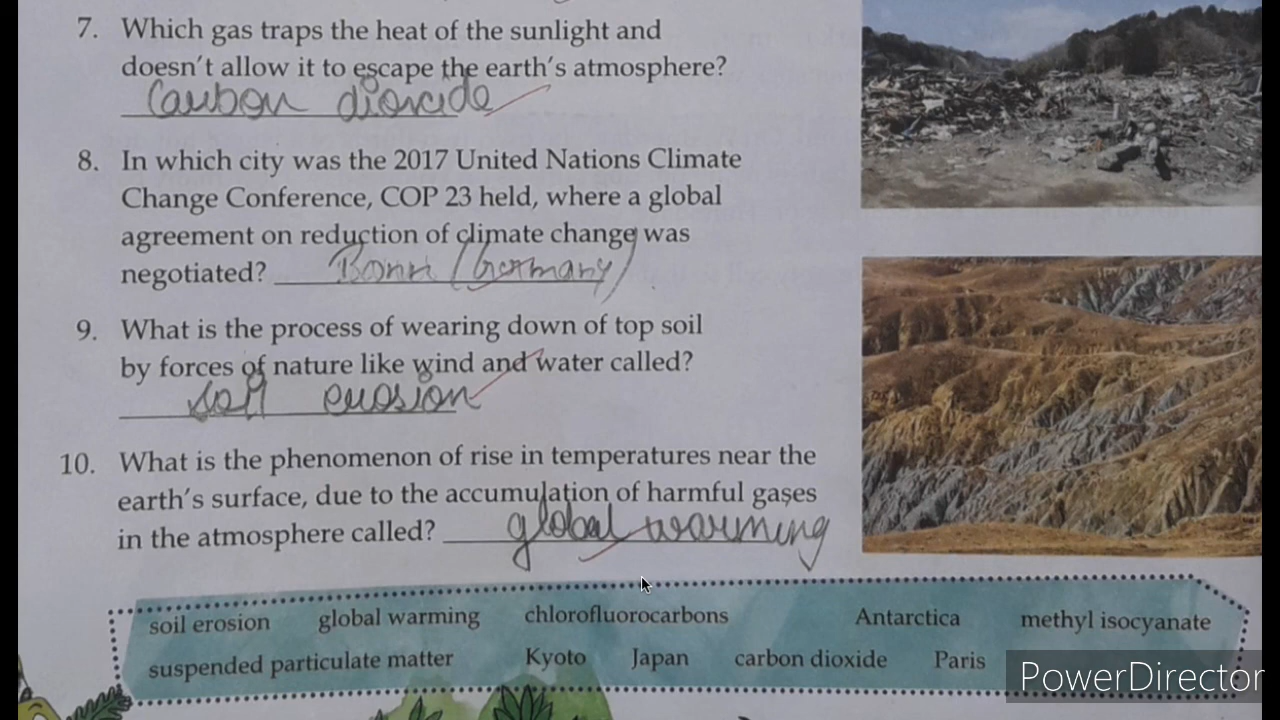 7. Which gas traps the heat of the sunlight and
doesn't allow it to escape the earth's atmosphere?
Carbon dioxide
8. In which city was the 2017 United Nations Climate
Change Conference, COP 23 held, where a global
agreement on reduction of climate change was
negotiated? Bonn (Germany)
9. What is the process of wearing down of top soil
by forces of nature like wind and water called?
soil erosion
10. What is the phenomenon of rise in temperatures near the
earth's surface, due to the accumulation of harmful gases
in the atmosphere called? global warming
soil erosion global warming chlorofluorocarbons Antarctica methyl isocyanate
suspended particulate matter Kyoto Japan carbon dioxide Paris
PowerDirector